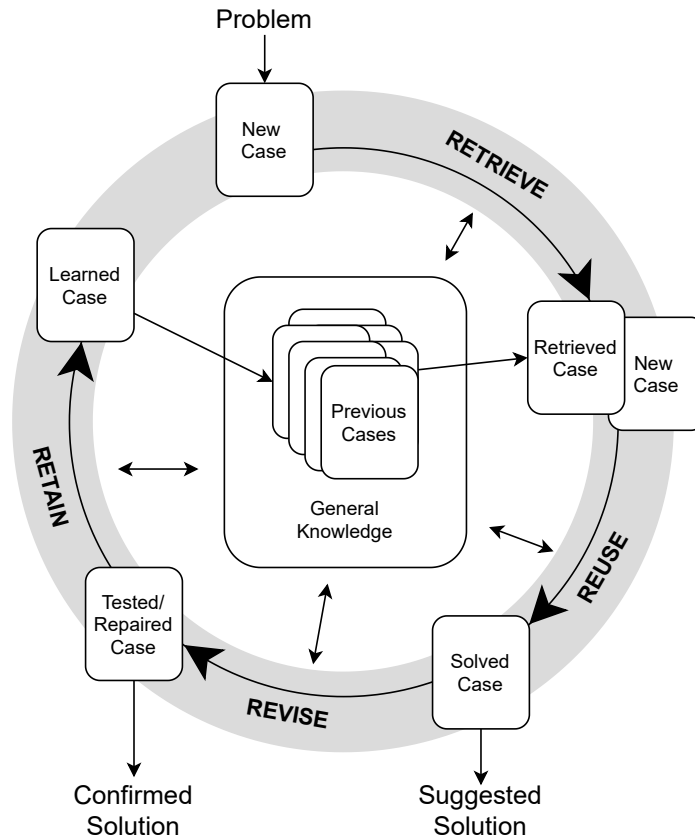 Problem
New
Case
RETRIEVE
Learned
Case
Retrieved
Case
New
Case
Previous
Cases
General
Knowledge
RETAIN
REUSE
Tested/
Repaired
Case
Solved
Case
REVISE
Confirmed
Solution
Suggested
Solution